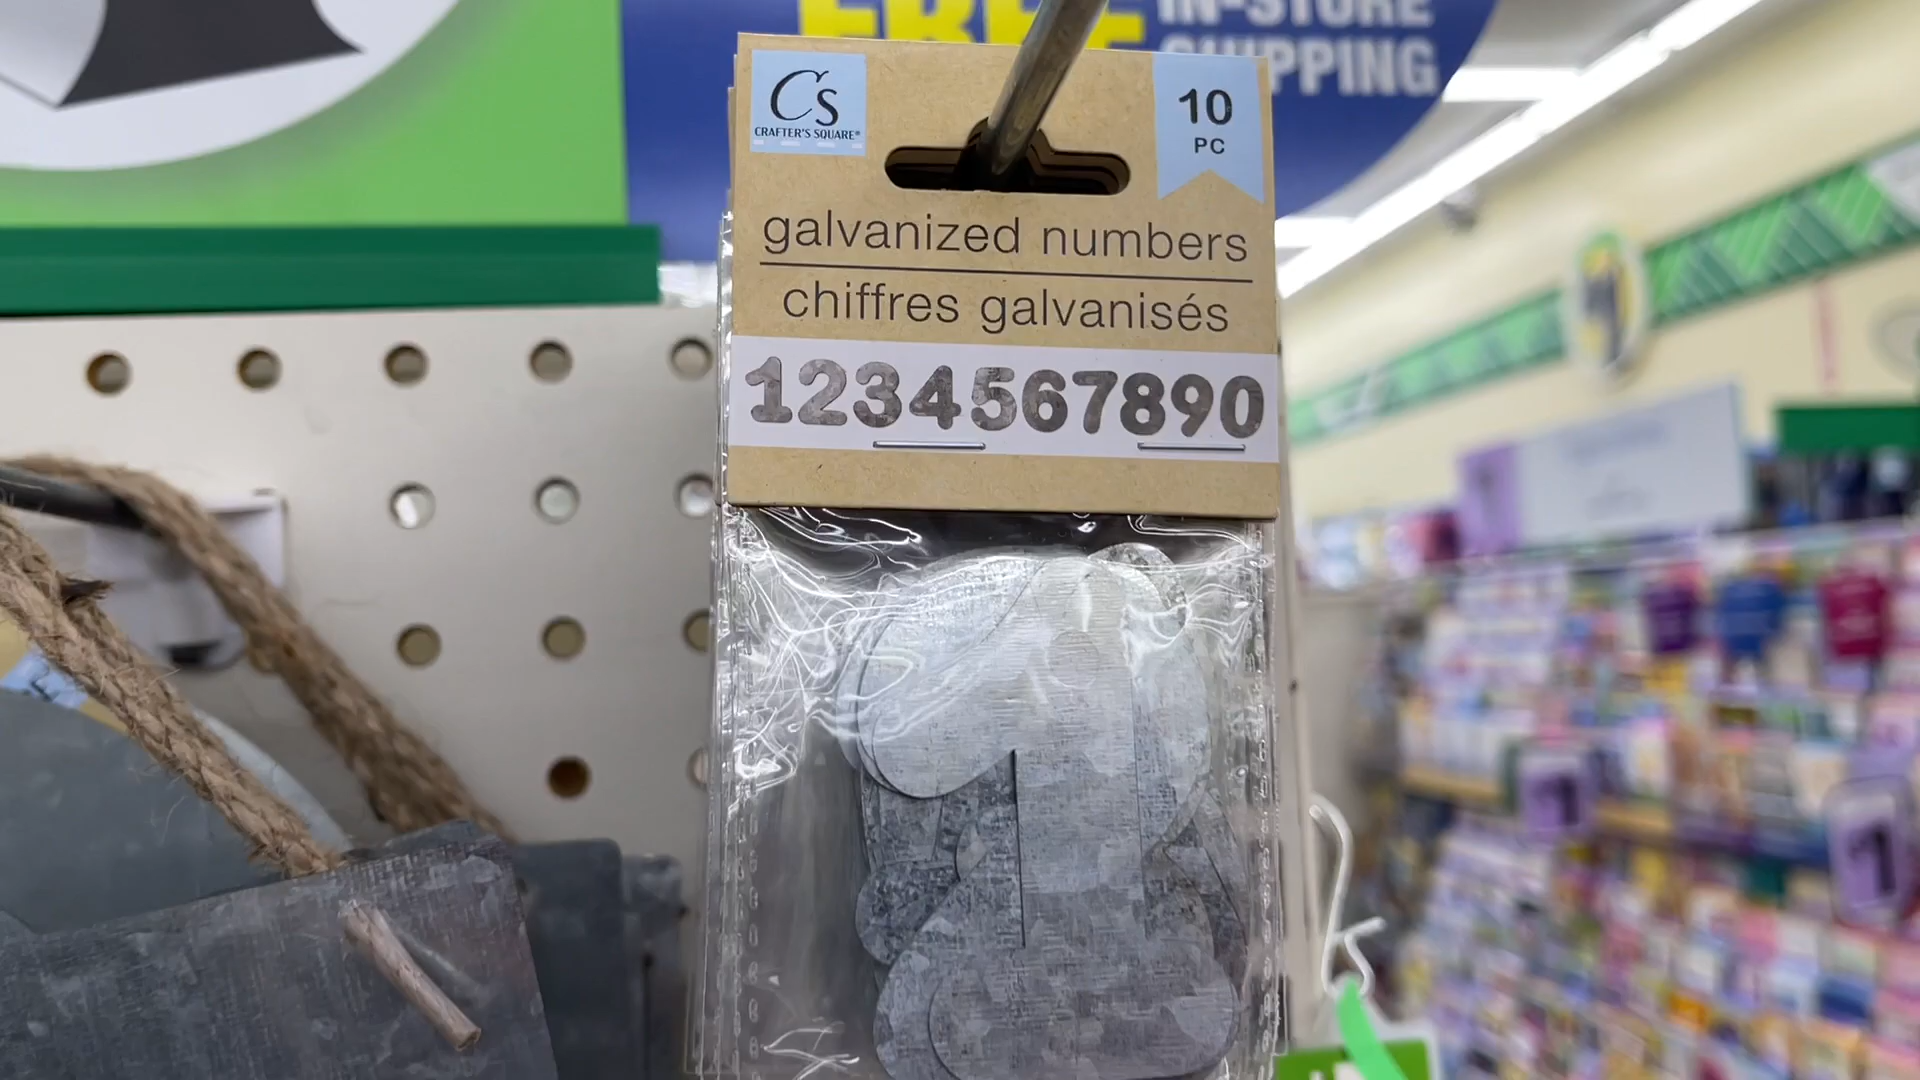 FREE
IN-STORE
SHIPPING
Cs
CRAFTER'S SQUARE®
10
PC
galvanized numbers
chiffres galvanisés
1234567890